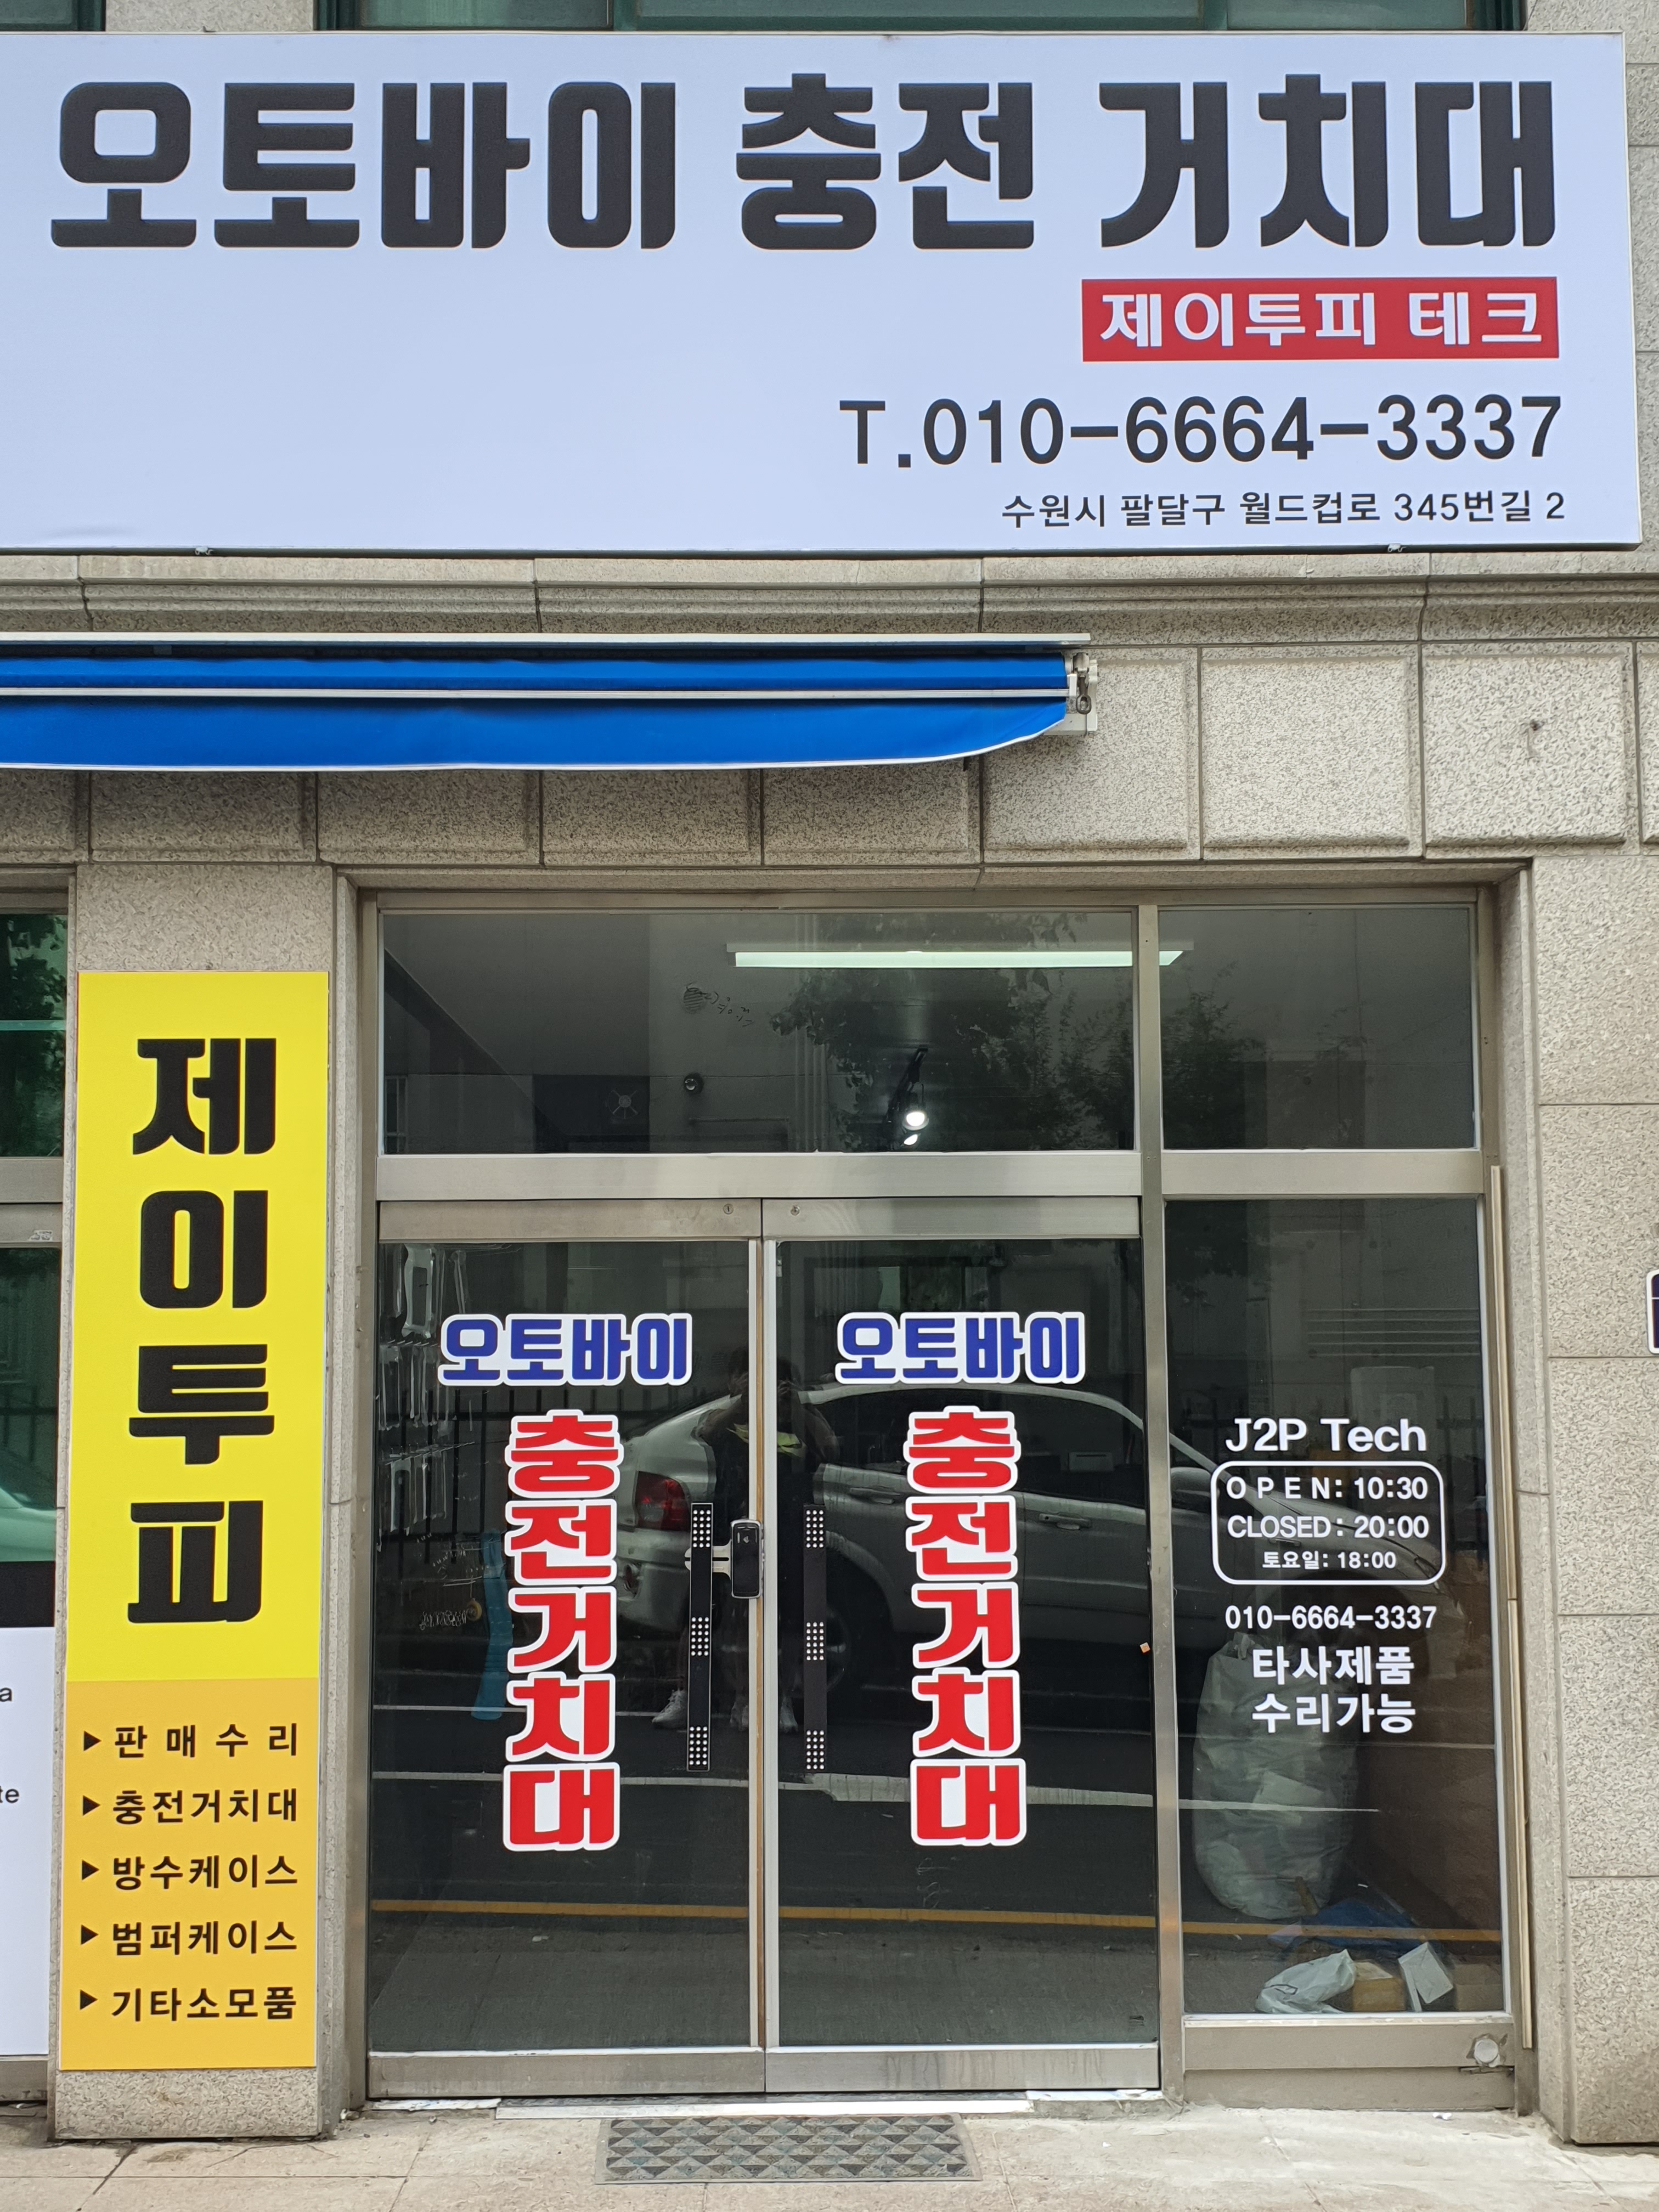 오토바이 충전 거치대
제이투피 테크
T.010-6664-3337
수원시 팔달구 월드컵로 345번길 2
제이투피
▶판매수리
▶충전거치대
▶방수케이스
▶범퍼케이스
▶기타소모품
오토바이
충전거치대
오토바이
충전거치대
J2P Tech
OPEN: 10:30
CLOSED: 20:00
토요일: 18:00
010-6664-3337
타사제품
수리가능